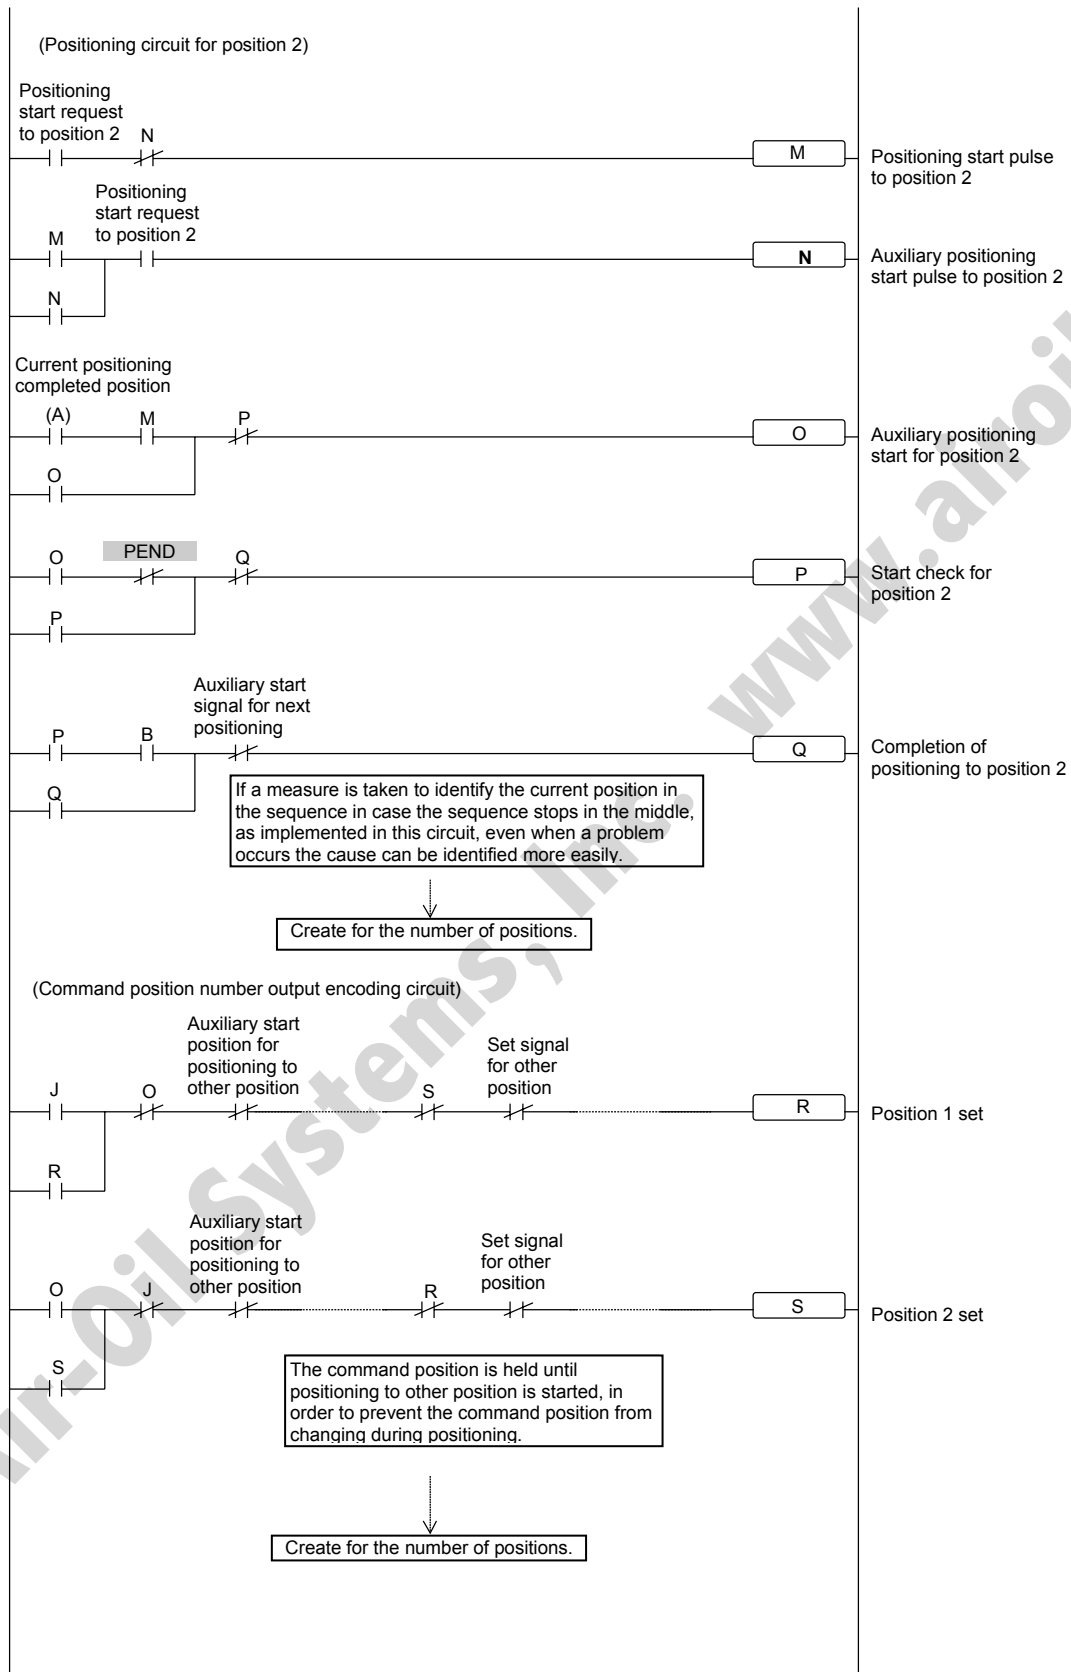 (Positioning circuit for position 2)
Positioning
start request
to position 2
N
M
Positioning start pulse
to position 2
Positioning
start request
to position 2
M
N
Auxiliary positioning
start pulse to position 2
N
Current positioning
completed position
(A)
M
P
O
Auxiliary positioning
start for position 2
O
O
PEND
Q
P
Start check for
position 2
P
Auxiliary start
signal for next
positioning
P
B
Q
Completion of
positioning to position 2
Q
If a measure is taken to identify the current position in
the sequence in case the sequence stops in the middle,
as implemented in this circuit, even when a problem
occurs the cause can be identified more easily.
Create for the number of positions.
(Command position number output encoding circuit)
Auxiliary start
position for
positioning to
other position
Set signal
for other
position
J
O
S
R
Position 1 set
R
Auxiliary start
position for
positioning to
other position
Set signal
for other
position
O
J
R
S
Position 2 set
S
The command position is held until
positioning to other position is started, in
order to prevent the command position from
changing during positioning.
Create for the number of positions.
Air-Oil Systems, Inc. www.airoil